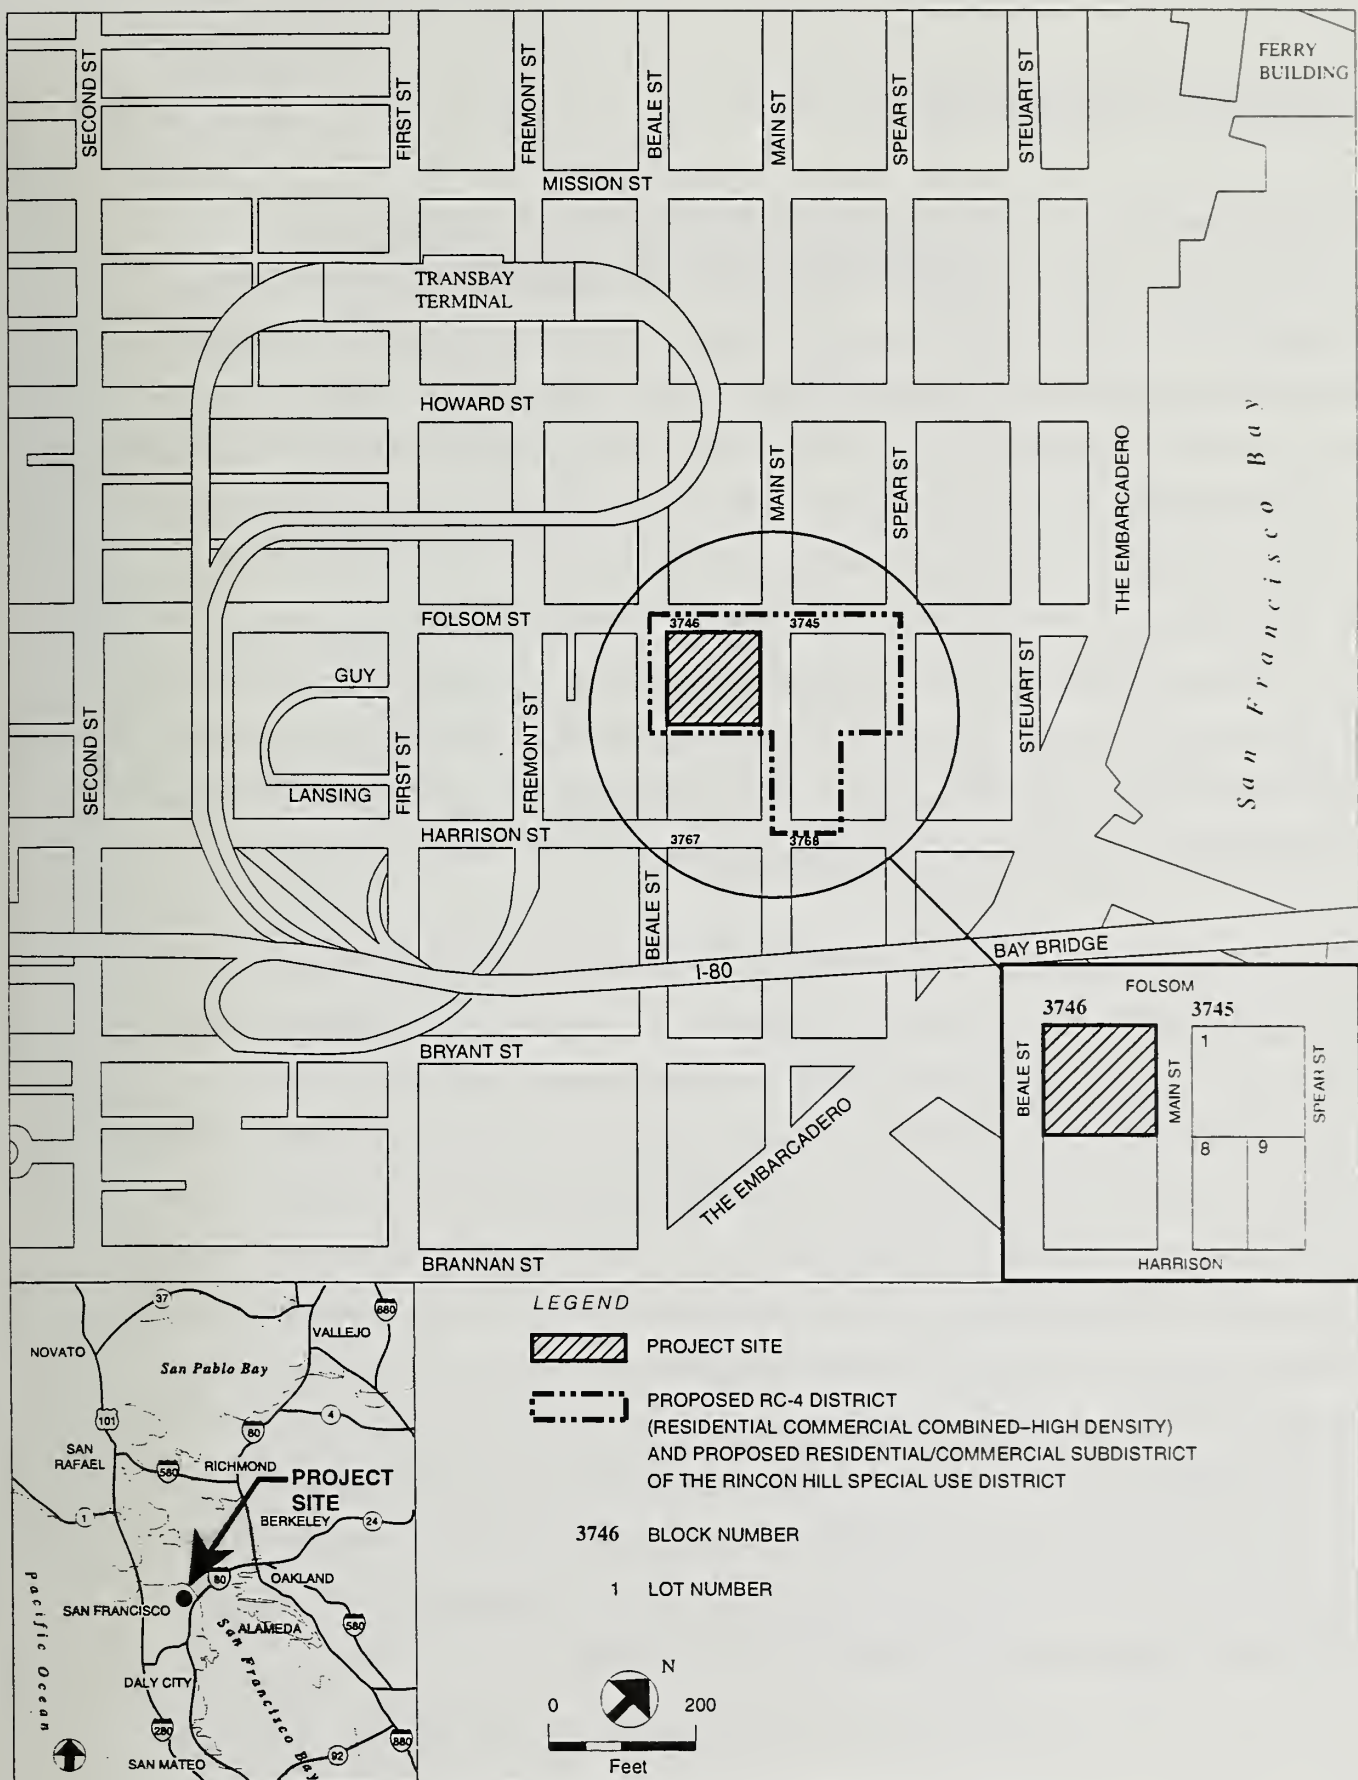 SECOND ST
FIRST ST
FREMONT ST
BEALE ST
MAIN ST
SPEAR ST
STEUART ST
FERRY
BUILDING
MISSION ST
TRANSBAY
TERMINAL
HOWARD ST
MAIN ST
SPEAR ST
THE EMBARCADERO
San Francisco Bay
FOLSOM ST
3746
3745
GUY
LANSING
SECOND ST
FIRST ST
FREMONT ST
STEUART ST
HARRISON ST
3767
3768
BEALE ST
I-80
BAY BRIDGE
BRYANT ST
THE EMBARCADERO
BRANNAN ST
FOLSOM
3746
3745
BEALE ST
MAIN ST
SPEAR ST
1
8
9
HARRISON
37
680
NOVATO
VALLEJO
San Pablo Bay
101
80
4
SAN
RAFAEL
580
RICHMOND
PROJECT
SITE
1
BERKELEY
24
80
OAKLAND
SAN FRANCISCO
ALAMEDA
580
Pacific Ocean
San Francisco Bay
DALY CITY
280
880
92
SAN MATEO
LEGEND
PROJECT SITE
PROPOSED RC-4 DISTRICT
(RESIDENTIAL COMMERCIAL COMBINED–HIGH DENSITY)
AND PROPOSED RESIDENTIAL/COMMERCIAL SUBDISTRICT
OF THE RINCON HILL SPECIAL USE DISTRICT
3746 BLOCK NUMBER
1 LOT NUMBER
N
0 200
Feet